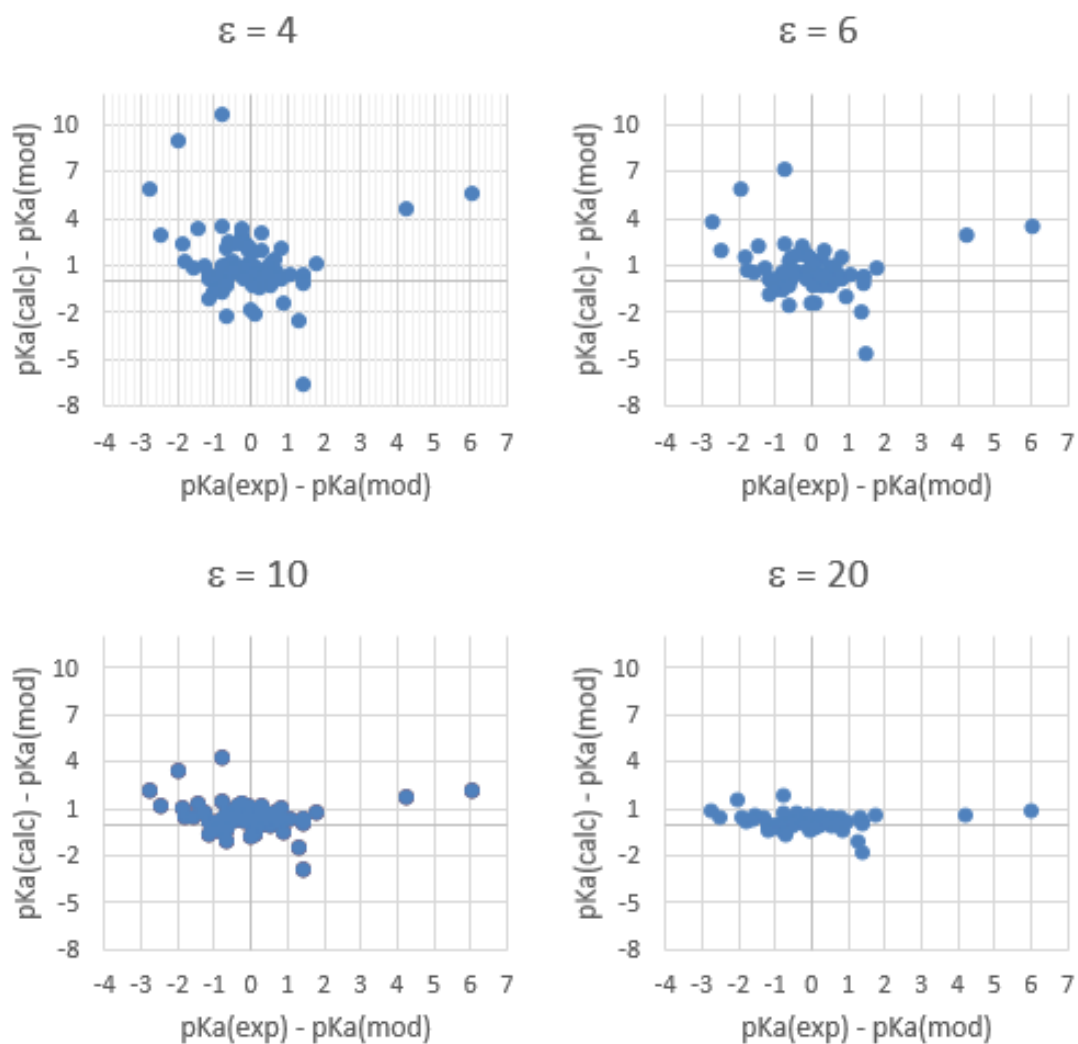 ε = 4
10
7
4
1
-2
-5
-8
-4 -3 -2 -1 0 1 2 3 4 5 6 7
pKa(calc) - pKa(mod)
pKa(exp) - pKa(mod)
ε = 6
10
7
4
1
-2
-5
-8
-4 -3 -2 -1 0 1 2 3 4 5 6 7
pKa(calc) - pKa(mod)
pKa(exp) - pKa(mod)
ε = 10
10
7
4
1
-2
-5
-8
-4 -3 -2 -1 0 1 2 3 4 5 6 7
pKa(calc) - pKa(mod)
pKa(exp) - pKa(mod)
ε = 20
10
7
4
1
-2
-5
-8
-4 -3 -2 -1 0 1 2 3 4 5 6 7
pKa(calc) - pKa(mod)
pKa(exp) - pKa(mod)